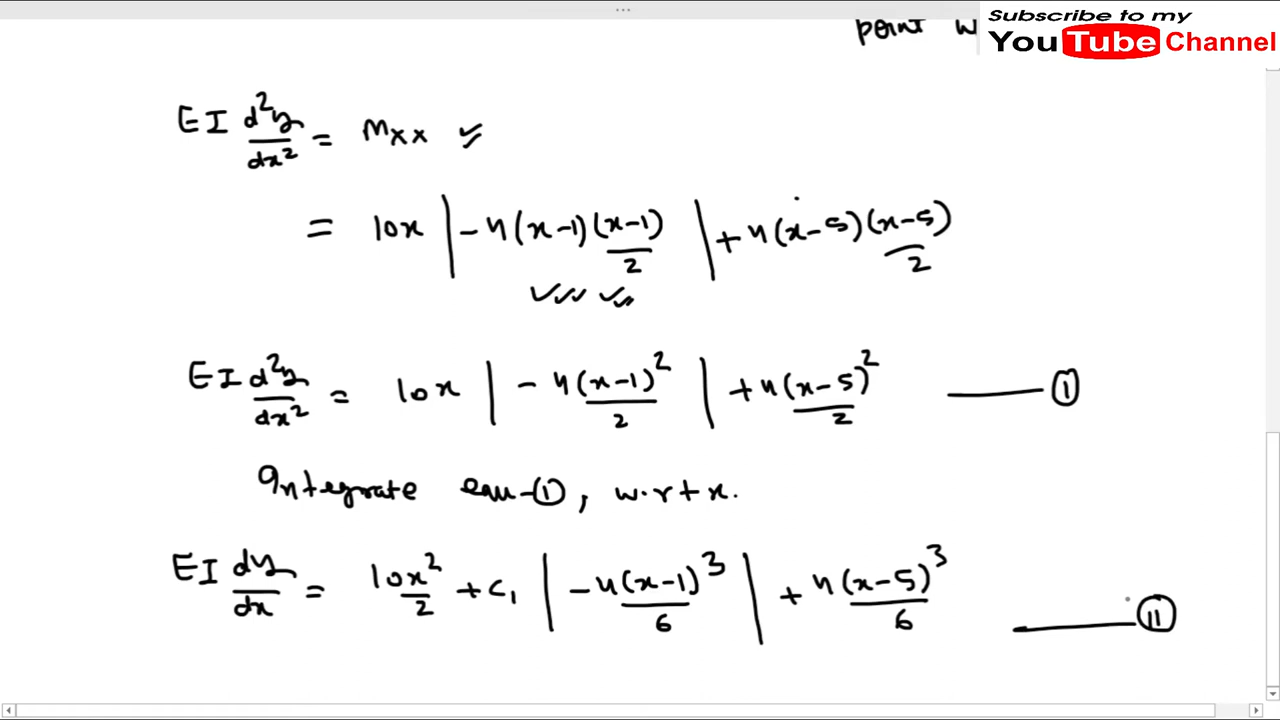 Subscribe to my
point w
YouTube Channel
EI d²y/dx² = Mxx
= 10x | - 4(x-1)(x-1)/2 | + 4(x-5)(x-5)/2
EI d²y/dx² = 10x | - 4(x-1)²/2 | + 4(x-5)²/2 —— ①
Integrate equ-①, w.r.t x.
EI dy/dx = 10x²/2 + C₁ | - 4(x-1)³/6 | + 4(x-5)³/6 —— ⑪